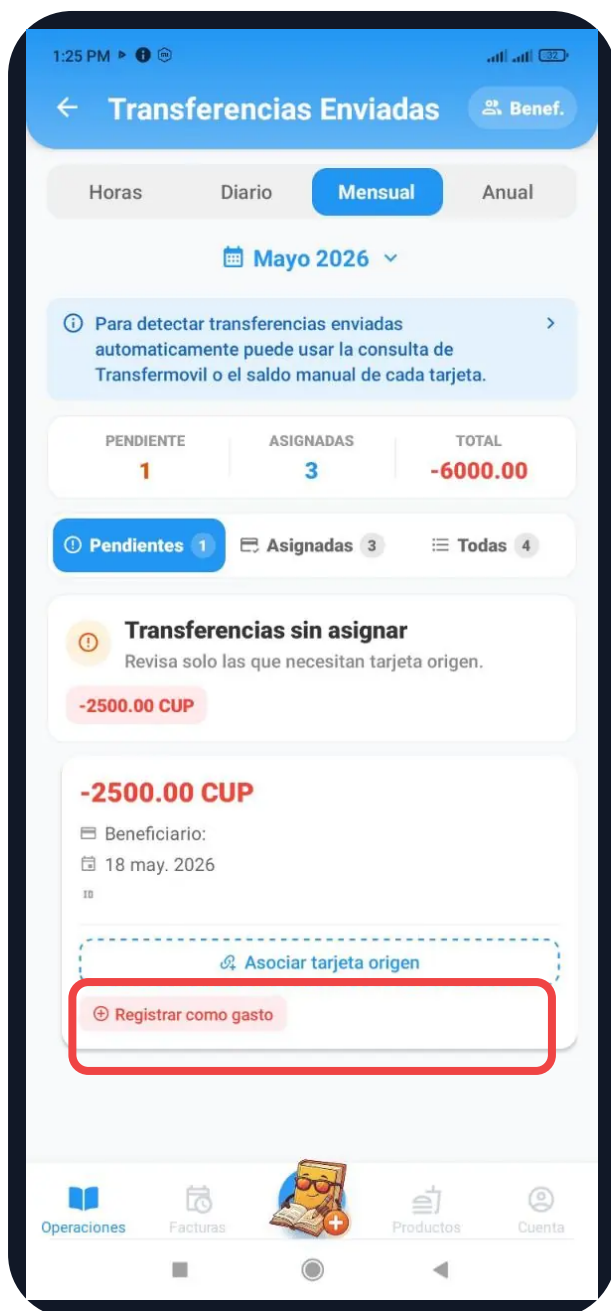 1:25 PM
32
Transferencias Enviadas
Benef.
Horas Diario Mensual Anual
Mayo 2026
Para detectar transferencias enviadas
automaticamente puede usar la consulta de
Transfermovil o el saldo manual de cada tarjeta.
PENDIENTE ASIGNADAS TOTAL
1 3 -6000.00
Pendientes 1 Asignadas 3 Todas 4
Transferencias sin asignar
Revisa solo las que necesitan tarjeta origen.
-2500.00 CUP
-2500.00 CUP
Beneficiario:
18 may. 2026
ID
Asociar tarjeta origen
Registrar como gasto
Operaciones Facturas Productos Cuenta